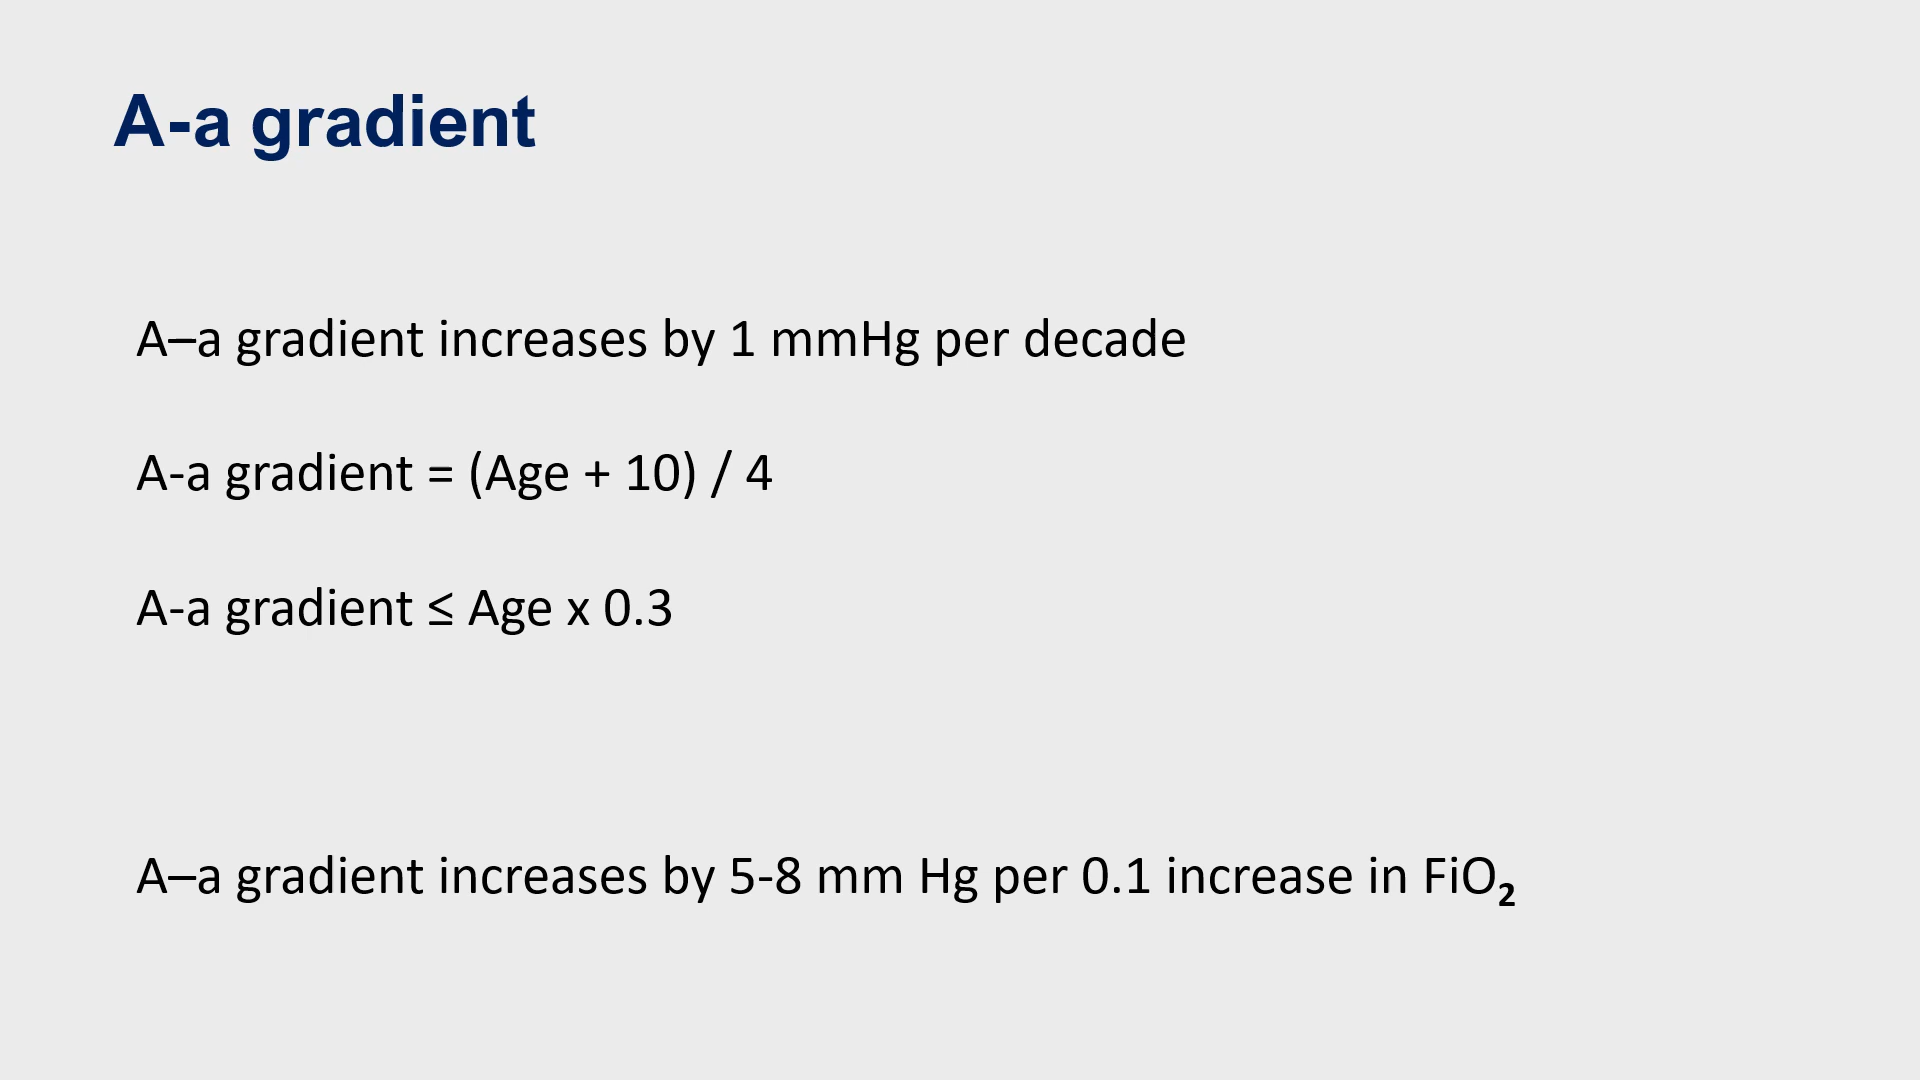 A-a gradient
A–a gradient increases by 1 mmHg per decade
A-a gradient = (Age + 10) / 4
A-a gradient ≤ Age x 0.3
A–a gradient increases by 5-8 mm Hg per 0.1 increase in FiO₂